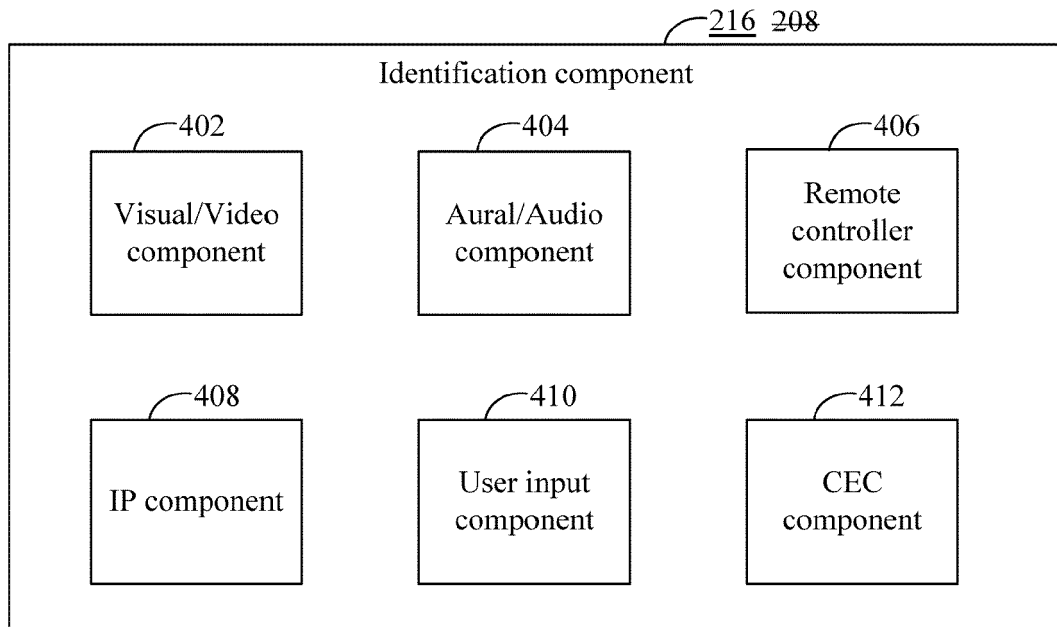 216 208
Identification component
402
404
406
Visual/Video
component
Aural/Audio
component
Remote
controller
component
408
410
412
IP component
User input
component
CEC
component